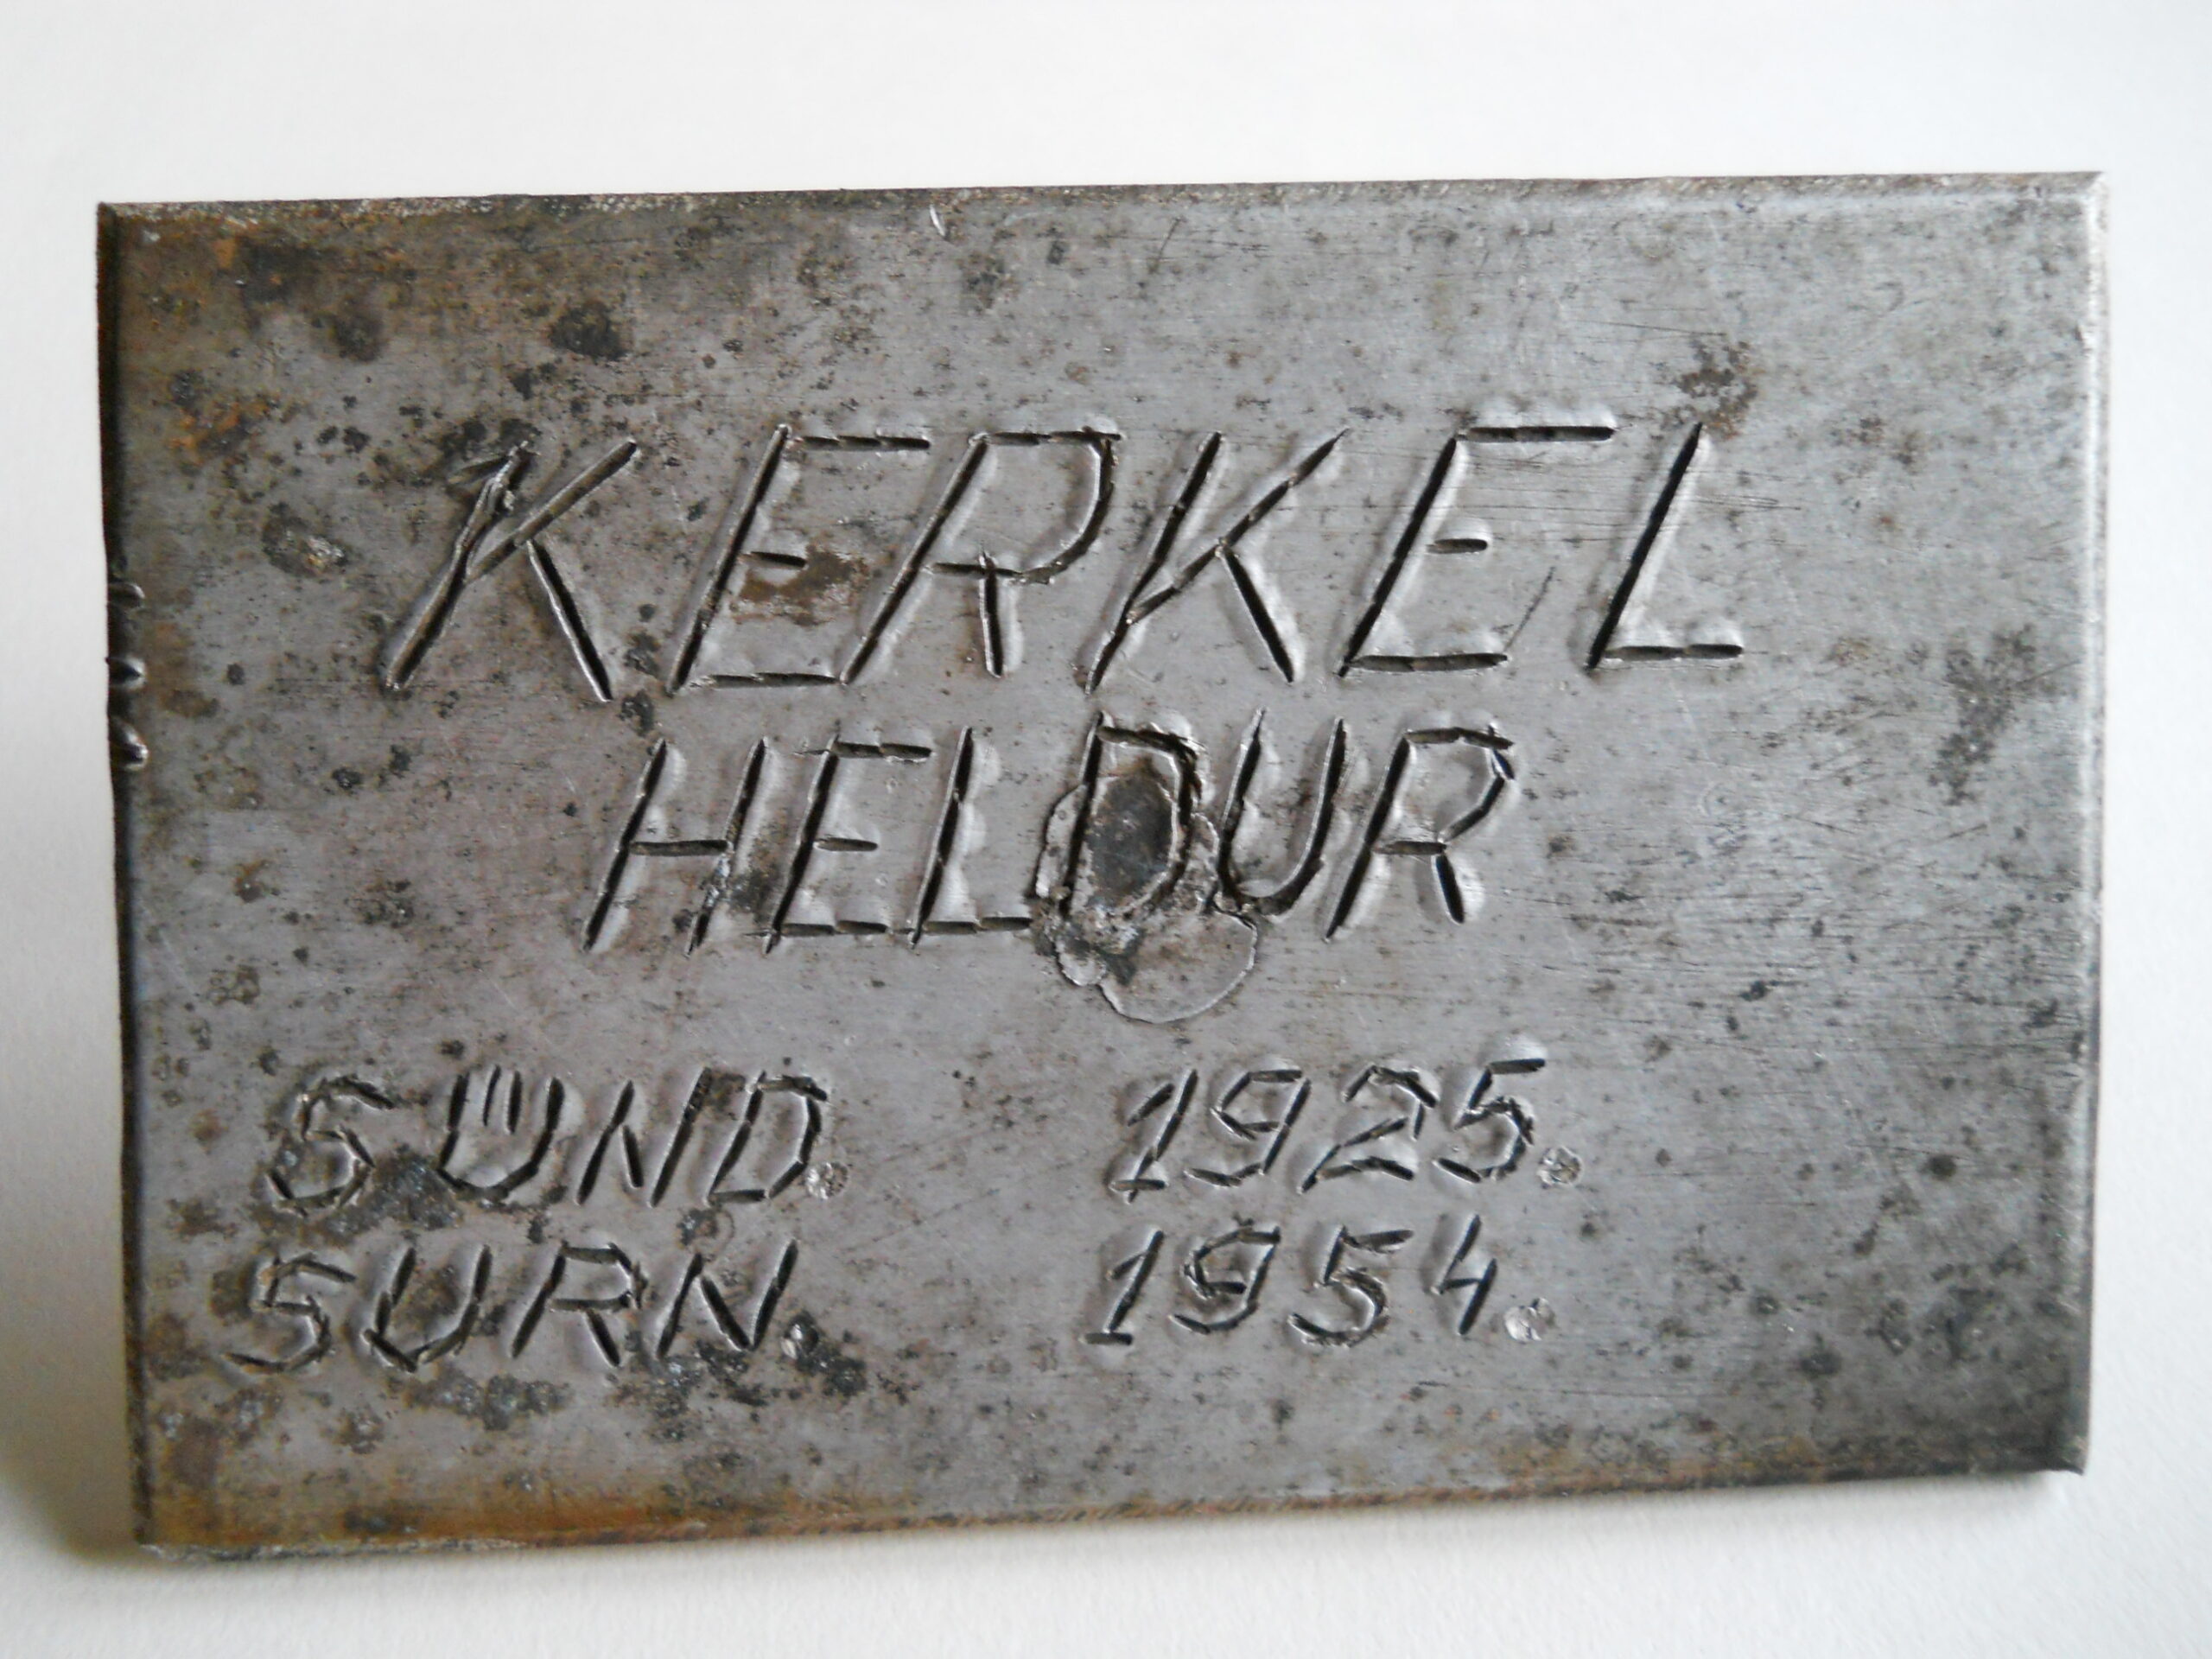 KERKEL
HELDUR
SÜND. 1925.
SURN. 1954.